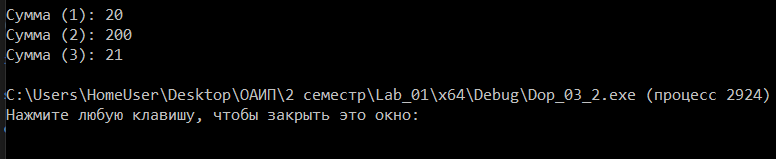 Сумма (1): 20
Сумма (2): 200
Сумма (3): 21
C:\Users\HomeUser\Desktop\ОАИП\2 семестр\Lab_01\x64\Debug\Dop_03_2.exe (процесс 2924)
Нажмите любую клавишу, чтобы закрыть это окно: